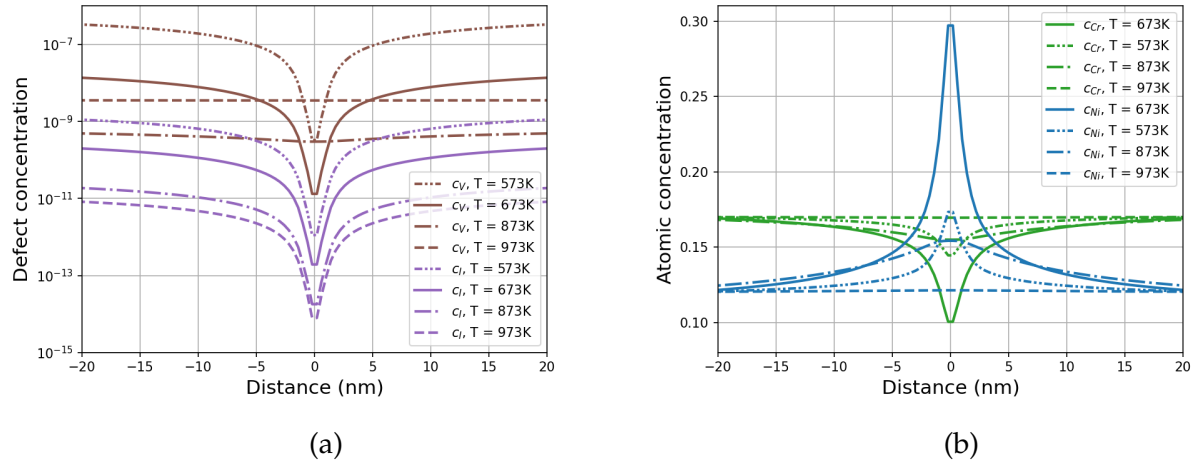 Defect concentration
10⁻⁷
10⁻⁹
10⁻¹¹
10⁻¹³
10⁻¹⁵
c_V, T = 573K
c_V, T = 673K
c_V, T = 873K
c_V, T = 973K
c_I, T = 573K
c_I, T = 673K
c_I, T = 873K
c_I, T = 973K
−20 −15 −10 −5 0 5 10 15 20
Distance (nm)
(a)
Atomic concentration
0.30
0.25
0.20
0.15
0.10
c_Cr, T = 673K
c_Cr, T = 573K
c_Cr, T = 873K
c_Cr, T = 973K
c_Ni, T = 673K
c_Ni, T = 573K
c_Ni, T = 873K
c_Ni, T = 973K
−20 −15 −10 −5 0 5 10 15 20
Distance (nm)
(b)